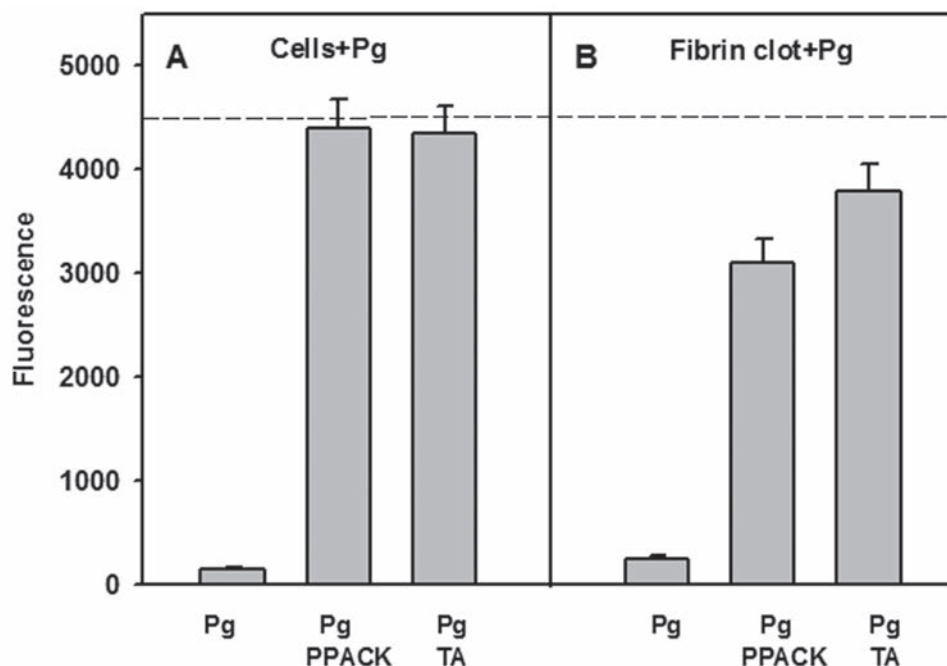 A
Cells+Pg
B
Fibrin clot+Pg
Fluorescence
5000
4000
3000
2000
1000
0
Pg
Pg
PPACK
Pg
TA
Pg
Pg
PPACK
Pg
TA